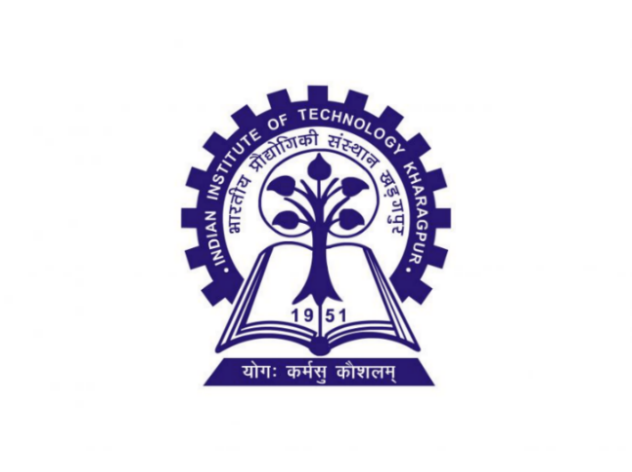 • INDIAN INSTITUTE OF TECHNOLOGY KHARAGPUR •
भारतीय प्रौद्योगिकी संस्थान खड़गपुर
19 51
योगः कर्मसु कौशलम्